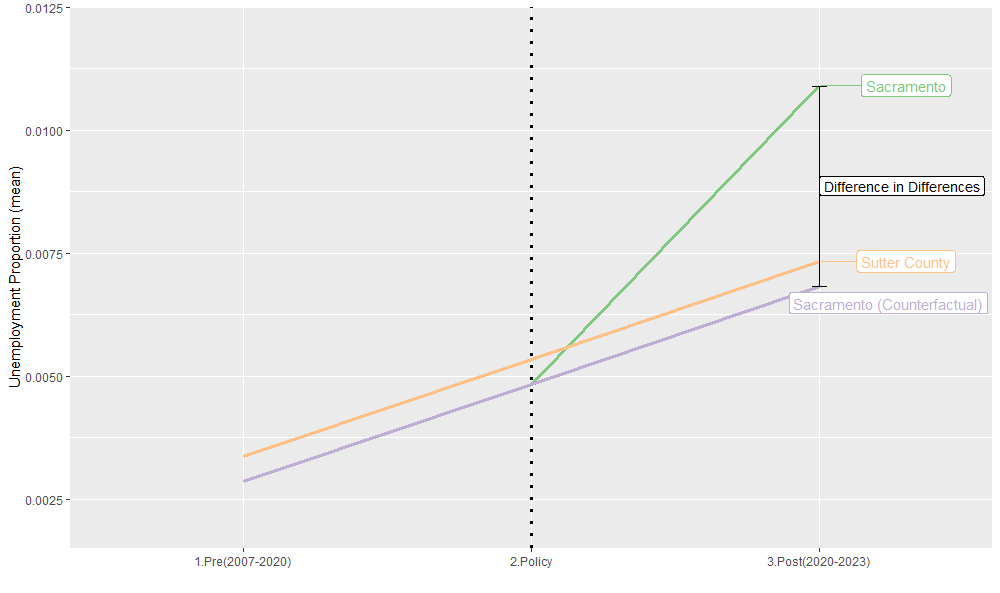 0.0125
0.0100
0.0075
0.0050
0.0025
Unemployment Proportion (mean)
Sacramento
Difference in Differences
Sutter County
Sacramento (Counterfactual)
1.Pre(2007-2020)
2.Policy
3.Post(2020-2023)